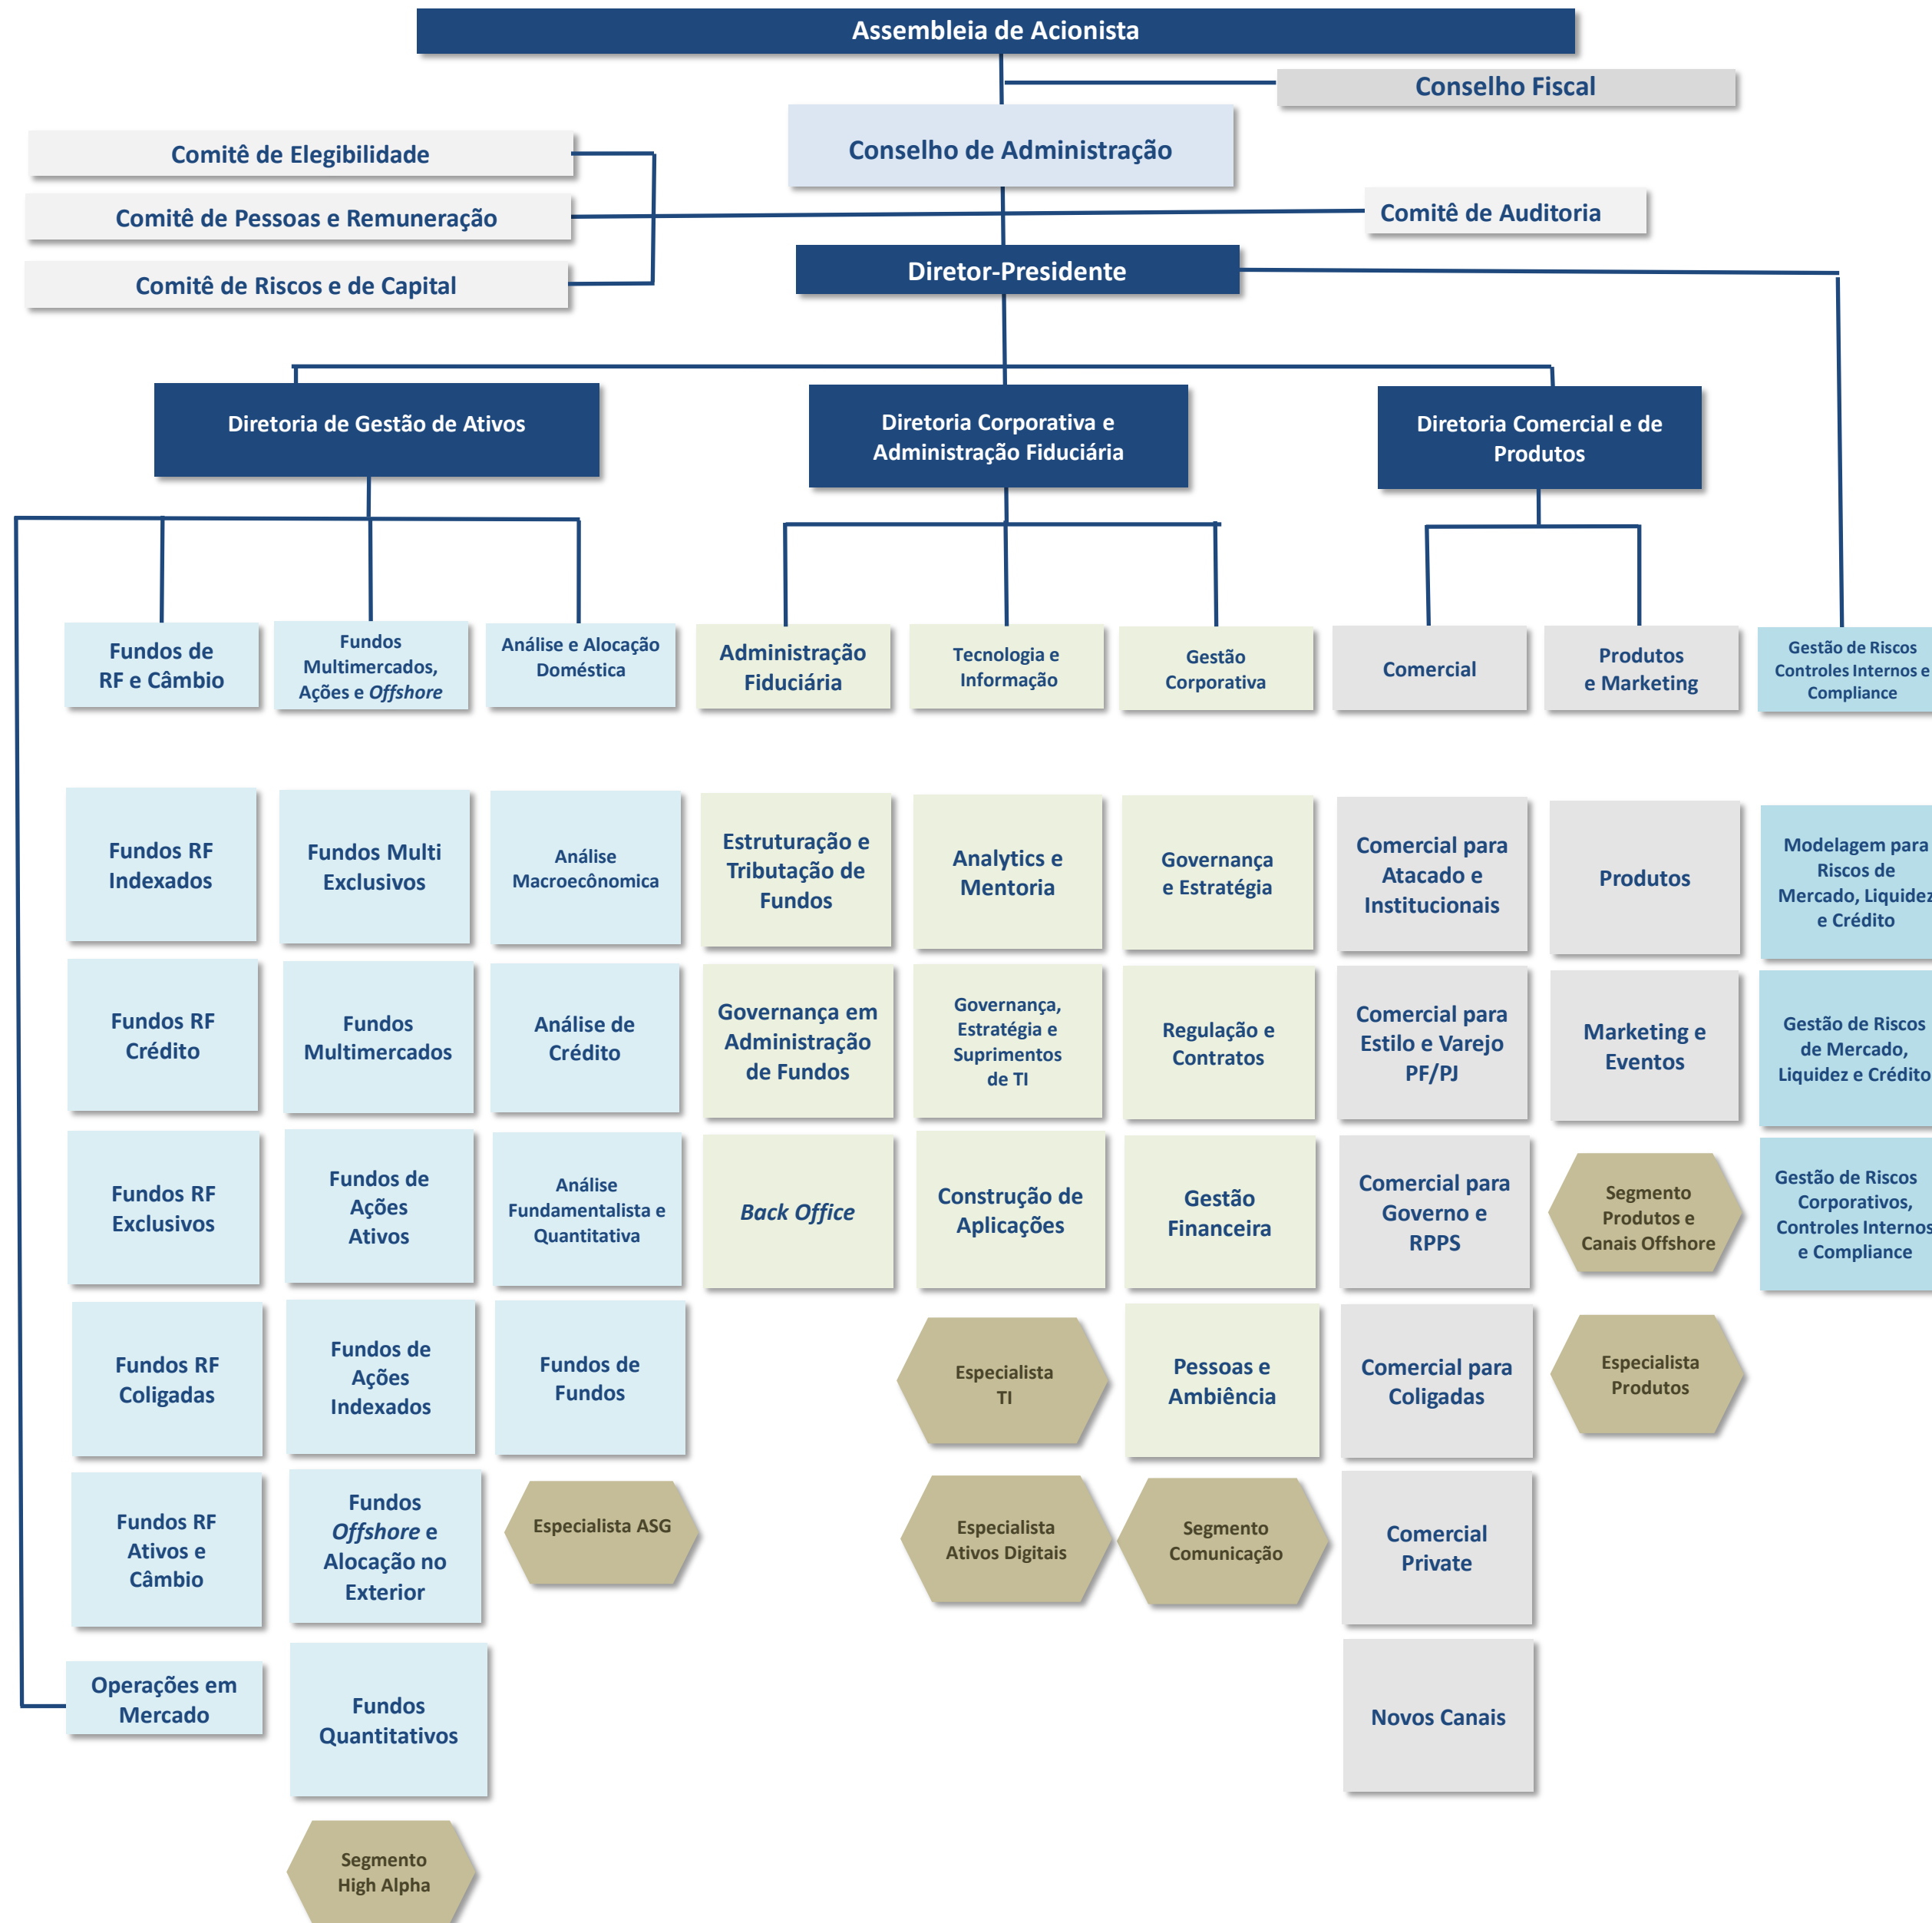 Assembleia de Acionista
Conselho Fiscal
Conselho de Administração
Comitê de Elegibilidade
Comitê de Pessoas e Remuneração
Comitê de Auditoria
Comitê de Riscos e de Capital
Diretor-Presidente
Diretoria de Gestão de Ativos
Diretoria Corporativa e
Administração Fiduciária
Diretoria Comercial e de
Produtos
Fundos de
RF e Câmbio
Fundos
Multimercados,
Ações e Offshore
Análise e Alocação
Doméstica
Administração
Fiduciária
Tecnologia e
Informação
Gestão
Corporativa
Comercial
Produtos
e Marketing
Gestão de Riscos
Controles Internos e
Compliance
Fundos RF
Indexados
Fundos Multi
Exclusivos
Análise
Macroecônomica
Estruturação e
Tributação de
Fundos
Analytics e
Mentoria
Governança
e Estratégia
Comercial para
Atacado e
Institucionais
Produtos
Modelagem para
Riscos de
Mercado, Liquidez
e Crédito
Fundos RF
Crédito
Fundos
Multimercados
Análise de
Crédito
Governança em
Administração
de Fundos
Governança,
Estratégia e
Suprimentos
de TI
Regulação e
Contratos
Comercial para
Estilo e Varejo
PF/PJ
Marketing e
Eventos
Gestão de Riscos
de Mercado,
Liquidez e Crédito
Fundos RF
Exclusivos
Fundos de
Ações
Ativos
Análise
Fundamentalista e
Quantitativa
Back Office
Construção de
Aplicações
Gestão
Financeira
Comercial para
Governo e
RPPS
Segmento
Produtos e
Canais Offshore
Gestão de Riscos
Corporativos,
Controles Internos
e Compliance
Fundos RF
Coligadas
Fundos de
Ações
Indexados
Fundos de
Fundos
Especialista
TI
Pessoas e
Ambiência
Comercial para
Coligadas
Especialista
Produtos
Fundos RF
Ativos e
Câmbio
Fundos
Offshore e
Alocação no
Exterior
Especialista ASG
Especialista
Ativos Digitais
Segmento
Comunicação
Comercial
Private
Operações em
Mercado
Fundos
Quantitativos
Novos Canais
Segmento
High Alpha